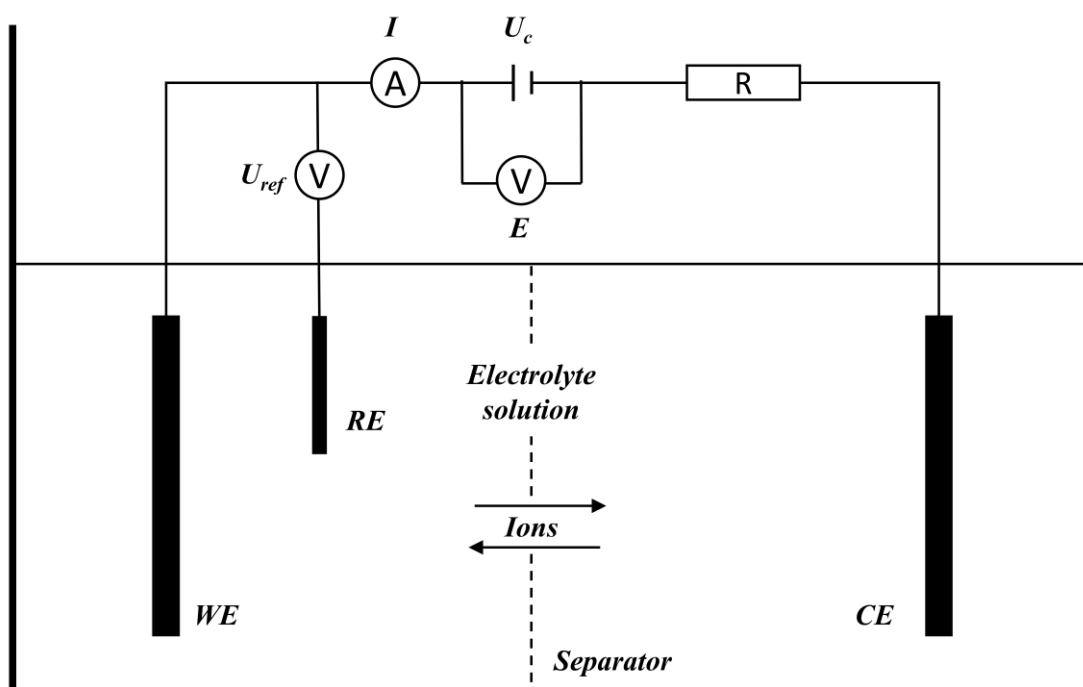 I
U_c
A
R
U_ref
V
V
E
Electrolyte
solution
RE
Ions
WE
CE
Separator